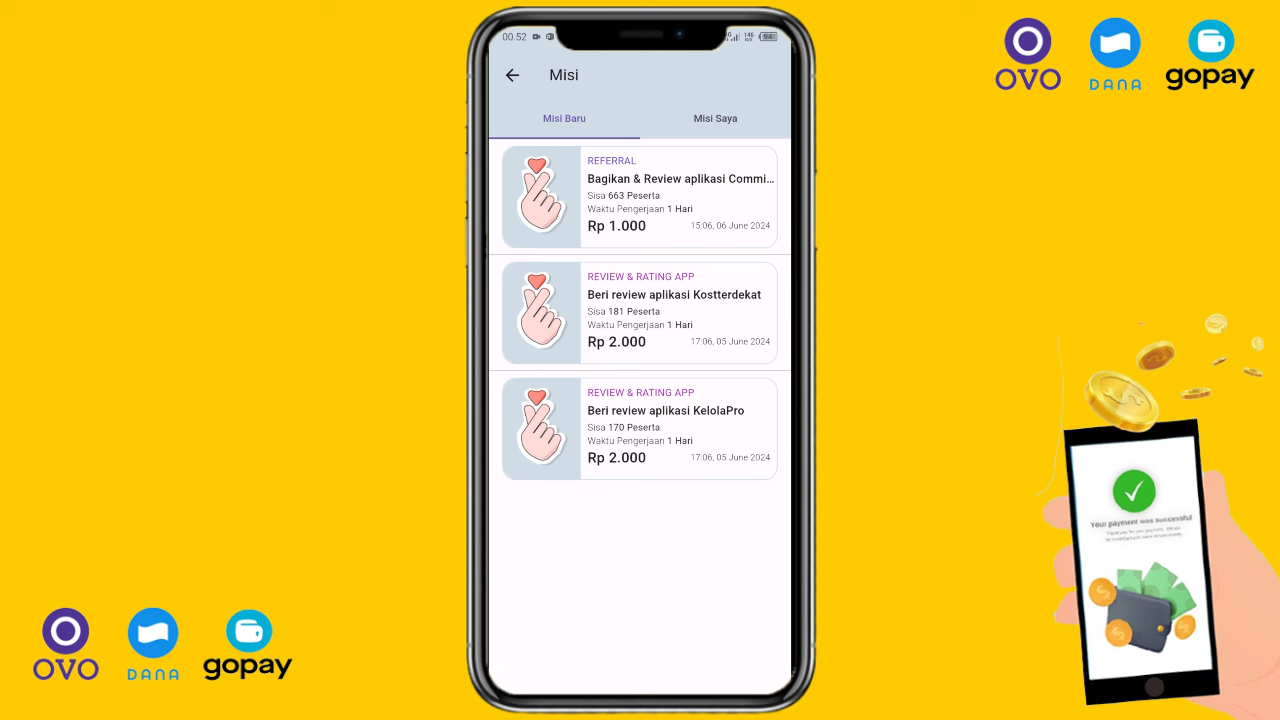 00.52
Misi
Misi Baru
Misi Saya
REFERRAL
Bagikan & Review aplikasi Commi...
Sisa 663 Peserta
Waktu Pengerjaan 1 Hari
Rp 1.000
15:06, 06 June 2024
REVIEW & RATING APP
Beri review aplikasi Kostterdekat
Sisa 181 Peserta
Waktu Pengerjaan 1 Hari
Rp 2.000
17:06, 05 June 2024
REVIEW & RATING APP
Beri review aplikasi KelolaPro
Sisa 170 Peserta
Waktu Pengerjaan 1 Hari
Rp 2.000
17:06, 05 June 2024
OVO
DANA
gopay
Your payment was successful
OVO
DANA
gopay